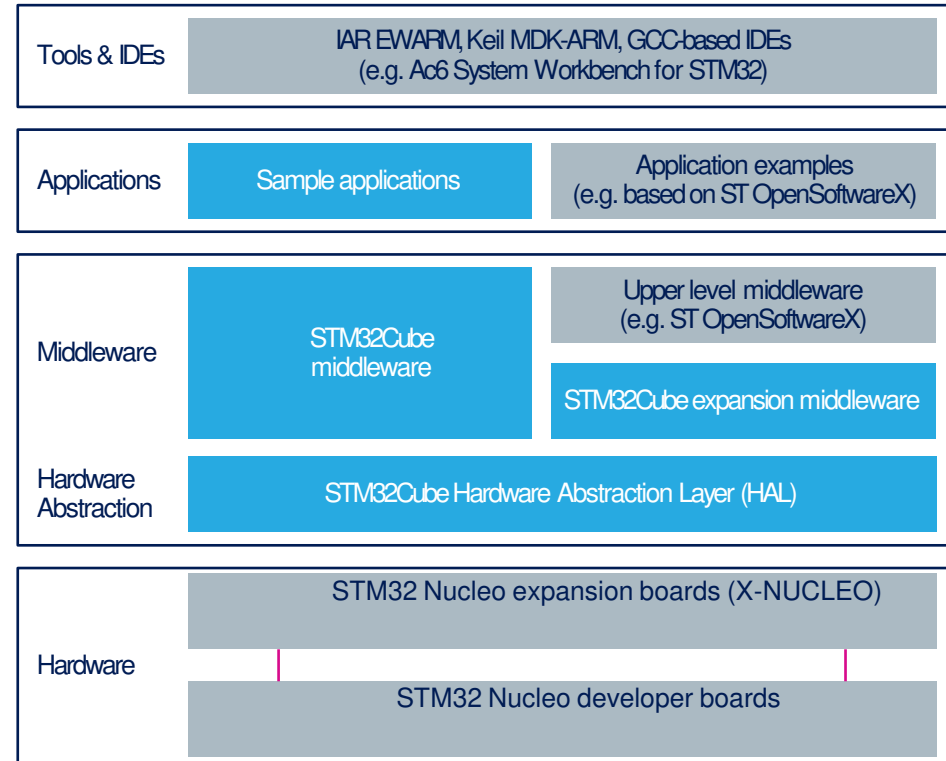 Tools & IDEs
IAR EWARM, Keil MDK-ARM, GCC-based IDEs
(e.g. Ac6 System Workbench for STM32)
Applications
Sample applications
Application examples
(e.g. based on ST OpenSoftwareX)
Middleware
STM32Cube
middleware
Upper level middleware
(e.g. ST OpenSoftwareX)
STM32Cube expansion middleware
Hardware
Abstraction
STM32Cube Hardware Abstraction Layer (HAL)
Hardware
STM32 Nucleo expansion boards (X-NUCLEO)
STM32 Nucleo developer boards